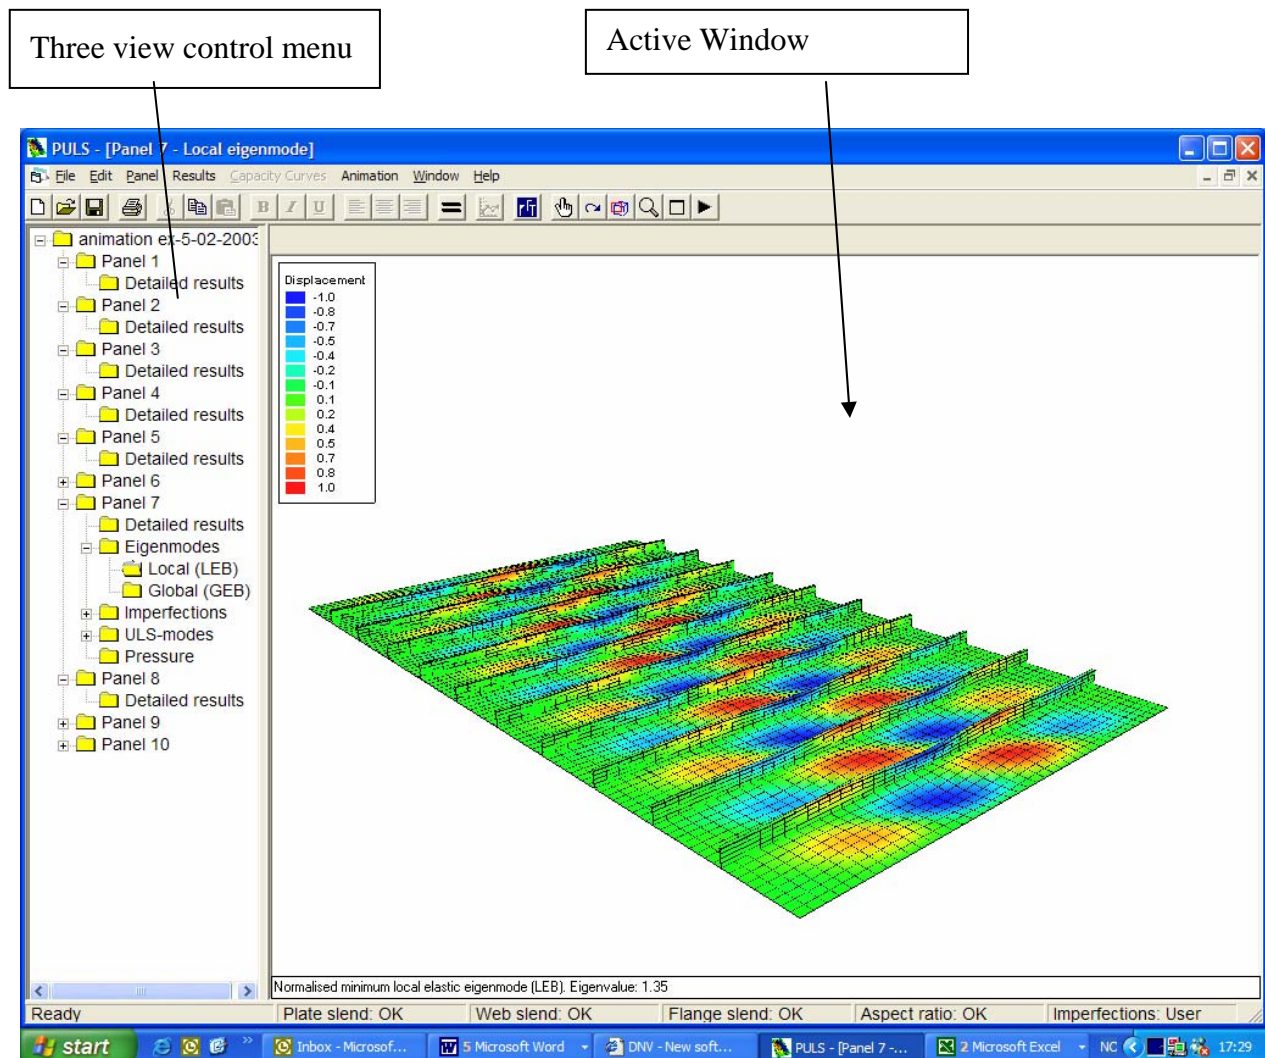 Three view control menu
Active Window
PULS - [Panel 7 - Local eigenmode]
File Edit Panel Results Capacity Curves Animation Window Help
B I U
animation ex-5-02-2003
Panel 1
Detailed results
Panel 2
Detailed results
Panel 3
Detailed results
Panel 4
Detailed results
Panel 5
Detailed results
Panel 6
Panel 7
Detailed results
Eigenmodes
Local (LEB)
Global (GEB)
Imperfections
ULS-modes
Pressure
Panel 8
Detailed results
Panel 9
Panel 10
Displacement
-1.0
-0.8
-0.7
-0.5
-0.4
-0.2
-0.1
0.1
0.2
0.4
0.5
0.7
0.8
1.0
Normalised minimum local elastic eigenmode (LEB). Eigenvalue: 1.35
Ready Plate slend: OK Web slend: OK Flange slend: OK Aspect ratio: OK Imperfections: User
start Inbox - Microsof... 5 Microsoft Word DNV - New soft... PULS - [Panel 7 -... 2 Microsoft Excel NC 17:29